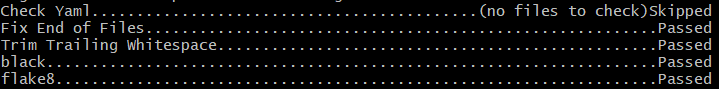 Check Yaml...........................................(no files to check)Skipped
Fix End of Files.........................................................Passed
Trim Trailing Whitespace.................................................Passed
black....................................................................Passed
flake8...................................................................Passed